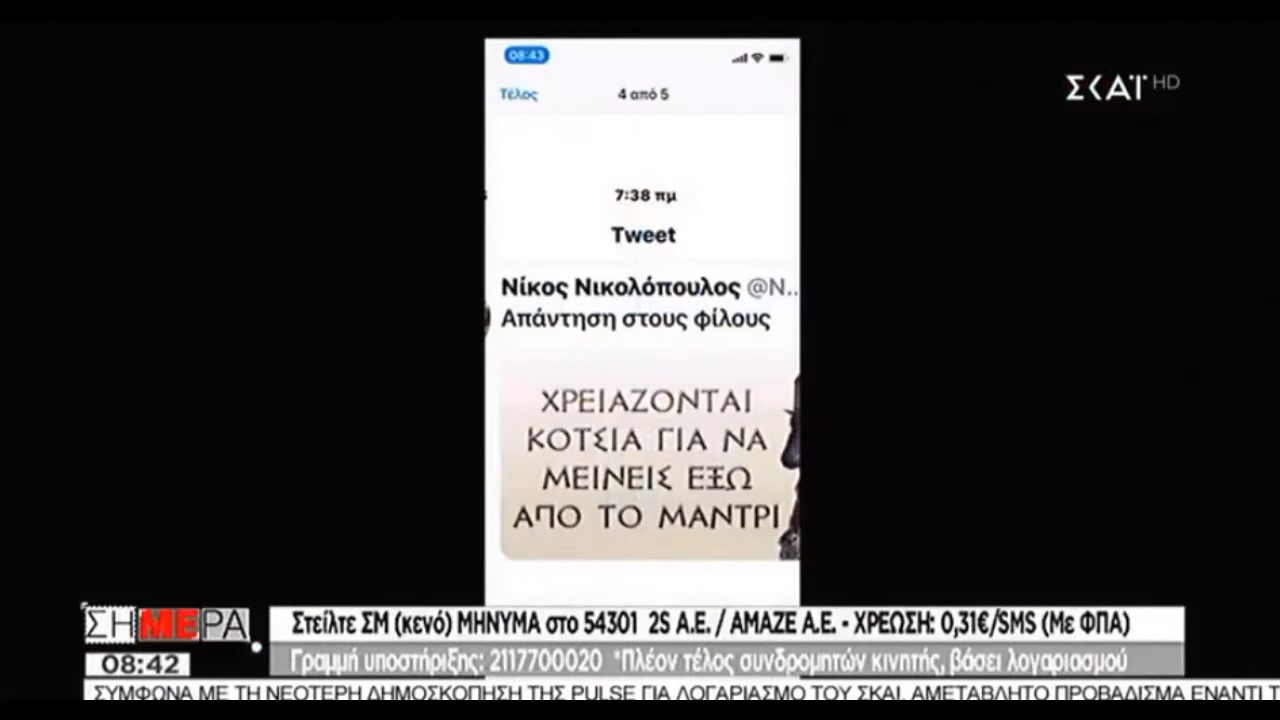 08:43
Τέλος
4 από 5
ΣΚΑΪ HD
7:38 πμ
Tweet
Νίκος Νικολόπουλος @Ν..
Απάντηση στους φίλους
ΧΡΕΙΑΖΟΝΤΑΙ
ΚΟΤΣΙΑ ΓΙΑ ΝΑ
ΜΕΙΝΕΙΣ ΕΞΩ
ΑΠΟ ΤΟ ΜΑΝΤΡΙ
ΣΗΜΕΡΑ.
Στείλτε ΣΜ (κενό) ΜΗΝΥΜΑ στο 54301 2S Α.Ε. / AMAZE Α.Ε. - ΧΡΕΩΣΗ: 0,31€/SMS (Με ΦΠΑ)
08:42
Γραμμή υποστήριξης: 2117700020 *Πλέον τέλος συνδρομητών κινητής, βάσει λογαριασμού
ΣΥΜΦΩΝΑ ΜΕ ΤΗ ΝΕΟΤΕΡΗ ΔΗΜΟΣΚΟΠΗΣΗ ΤΗΣ PULSE ΓΙΑ ΛΟΓΑΡΙΑΣΜΟ ΤΟΥ ΣΚΑΙ, ΑΜΕΤΑΒΛΗΤΟ ΠΡΟΒΑΔΙΣΜΑ ΕΝΑΝΤΙ Τ